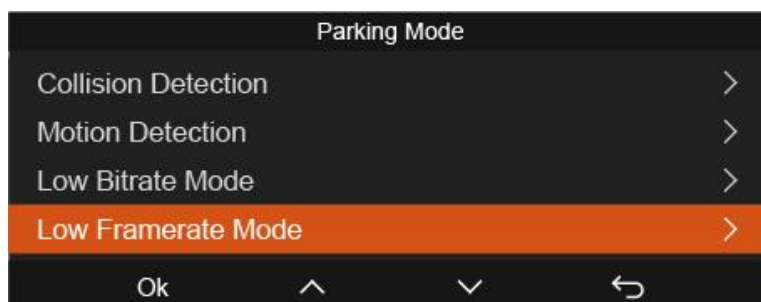 Parking Mode
Collision Detection
Motion Detection
Low Bitrate Mode
Low Framerate Mode
Ok